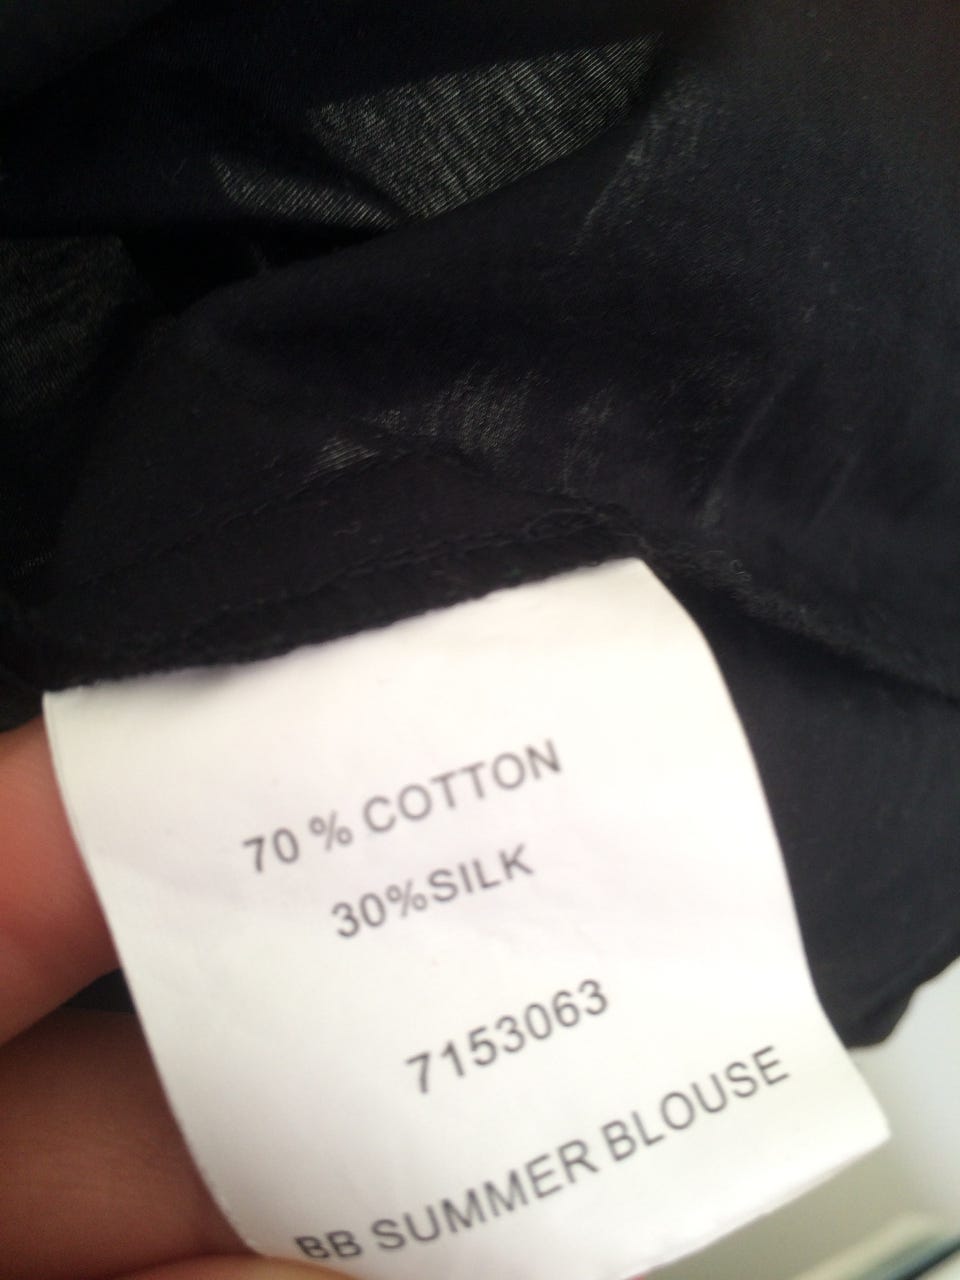 70 % COTTON
30%SILK
7153063
BB SUMMER BLOUSE